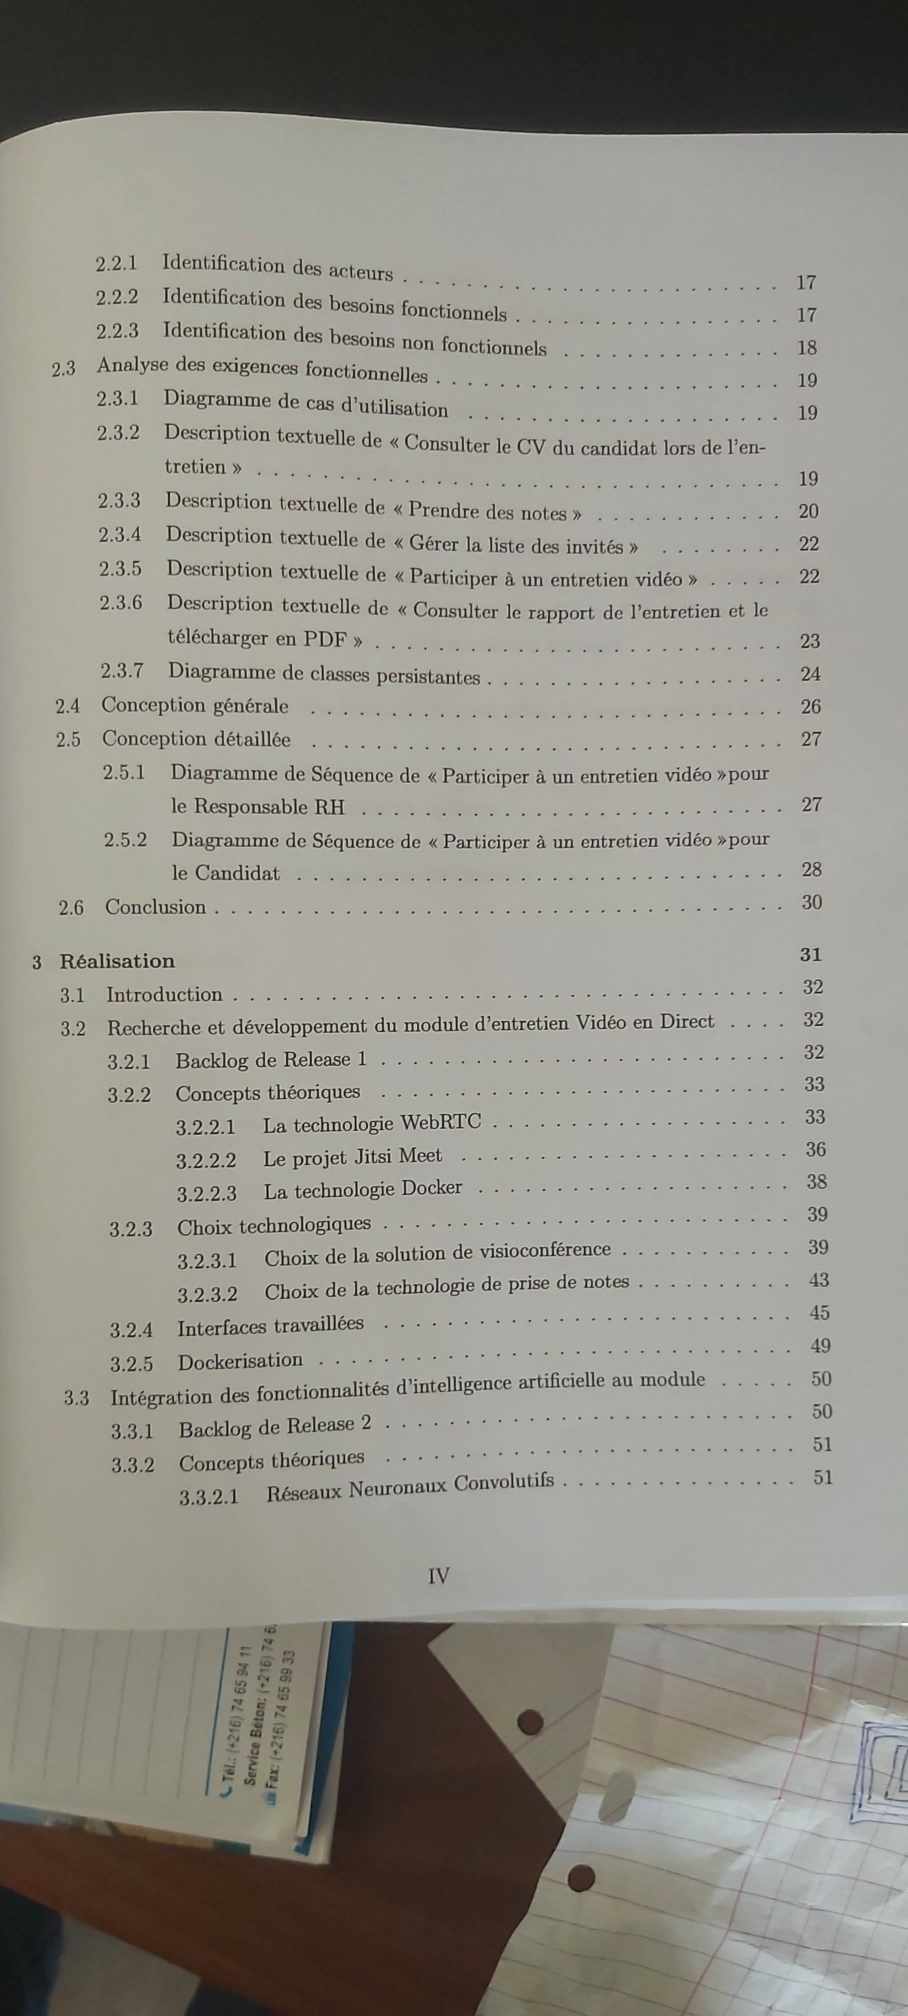 2.2.1 Identification des acteurs . . . . . . . . . . . . . . . . . . . . . . . . 17
2.2.2 Identification des besoins fonctionnels . . . . . . . . . . . . . . . . . 17
2.2.3 Identification des besoins non fonctionnels . . . . . . . . . . . . . . 18
2.3 Analyse des exigences fonctionnelles . . . . . . . . . . . . . . . . . . . . . . 19
2.3.1 Diagramme de cas d'utilisation . . . . . . . . . . . . . . . . . . . . 19
2.3.2 Description textuelle de « Consulter le CV du candidat lors de l'en-
tretien » . . . . . . . . . . . . . . . . . . . . . . . . . . . . . . . . . 19
2.3.3 Description textuelle de « Prendre des notes » . . . . . . . . . . . . 20
2.3.4 Description textuelle de « Gérer la liste des invités » . . . . . . . . 22
2.3.5 Description textuelle de « Participer à un entretien vidéo » . . . . . 22
2.3.6 Description textuelle de « Consulter le rapport de l'entretien et le
télécharger en PDF » . . . . . . . . . . . . . . . . . . . . . . . . . . 23
2.3.7 Diagramme de classes persistantes . . . . . . . . . . . . . . . . . . . 24
2.4 Conception générale . . . . . . . . . . . . . . . . . . . . . . . . . . . . . . 26
2.5 Conception détaillée . . . . . . . . . . . . . . . . . . . . . . . . . . . . . . 27
2.5.1 Diagramme de Séquence de « Participer à un entretien vidéo »pour
le Responsable RH . . . . . . . . . . . . . . . . . . . . . . . . . . . 27
2.5.2 Diagramme de Séquence de « Participer à un entretien vidéo »pour
le Candidat . . . . . . . . . . . . . . . . . . . . . . . . . . . . . . . 28
2.6 Conclusion . . . . . . . . . . . . . . . . . . . . . . . . . . . . . . . . . . . . 30
3 Réalisation 31
3.1 Introduction . . . . . . . . . . . . . . . . . . . . . . . . . . . . . . . . . . . 32
3.2 Recherche et développement du module d'entretien Vidéo en Direct . . . . 32
3.2.1 Backlog de Release 1 . . . . . . . . . . . . . . . . . . . . . . . . . . 32
3.2.2 Concepts théoriques . . . . . . . . . . . . . . . . . . . . . . . . . . 33
3.2.2.1 La technologie WebRTC . . . . . . . . . . . . . . . . . . . 33
3.2.2.2 Le projet Jitsi Meet . . . . . . . . . . . . . . . . . . . . . 36
3.2.2.3 La technologie Docker . . . . . . . . . . . . . . . . . . . . 38
3.2.3 Choix technologiques . . . . . . . . . . . . . . . . . . . . . . . . . . 39
3.2.3.1 Choix de la solution de visioconférence . . . . . . . . . . . 39
3.2.3.2 Choix de la technologie de prise de notes . . . . . . . . . . 43
3.2.4 Interfaces travaillées . . . . . . . . . . . . . . . . . . . . . . . . . . 45
3.2.5 Dockerisation . . . . . . . . . . . . . . . . . . . . . . . . . . . . . . 49
3.3 Intégration des fonctionnalités d'intelligence artificielle au module . . . . . 50
3.3.1 Backlog de Release 2 . . . . . . . . . . . . . . . . . . . . . . . . . . 50
3.3.2 Concepts théoriques . . . . . . . . . . . . . . . . . . . . . . . . . . 51
3.3.2.1 Réseaux Neuronaux Convolutifs . . . . . . . . . . . . . . . 51
IV
Tél.: (+216) 74 65 94 11
Service Béton: (+216) 74 6
Fax: (+216) 74 65 99 33